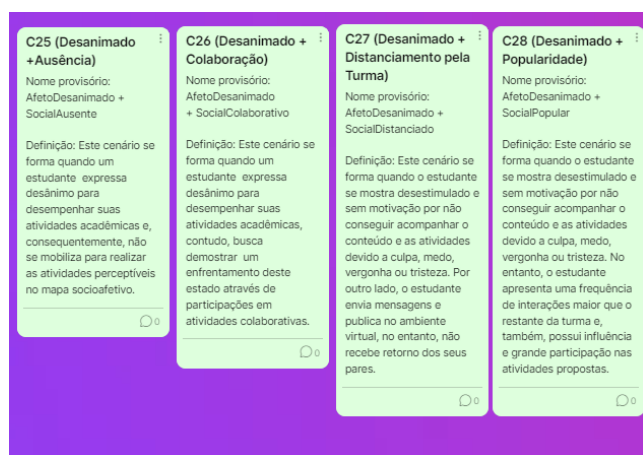 C25 (Desanimado
+Ausência)
Nome provisório:
AfetoDesanimado +
SocialAusente
Definição: Este cenário se
forma quando um
estudante expressa
desânimo para
desempenhar suas
atividades acadêmicas e,
consequentemente, não
se mobiliza para realizar
as atividades perceptíveis
no mapa socioafetivo.
0
C26 (Desanimado +
Colaboração)
Nome provisório:
AfetoDesanimado
+ SocialColaborativo
Definição: Este cenário se
forma quando um
estudante expressa
desânimo para
desempenhar suas
atividades acadêmicas,
contudo, busca
demostrar um
enfrentamento deste
estado através de
participações em
atividades colaborativas.
0
C27 (Desanimado +
Distanciamento pela
Turma)
Nome provisório:
AfetoDesanimado +
SocialDistanciado
Definição: Este cenário se
forma quando o estudante
se mostra desestimulado e
sem motivação por não
conseguir acompanhar o
conteúdo e as atividades
devido a culpa, medo,
vergonha ou tristeza. Por
outro lado, o estudante
envia mensagens e
publica no ambiente
virtual, no entanto, não
recebe retorno dos seus
pares.
0
C28 (Desanimado +
Popularidade)
Nome provisório:
AfetoDesanimado +
SocialPopular
Definição: Este cenário se
forma quando o estudante
se mostra desestimulado e
sem motivação por não
conseguir acompanhar o
conteúdo e as atividades
devido a culpa, medo,
vergonha ou tristeza. No
entanto, o estudante
apresenta uma frequência
de interações maior que o
restante da turma e,
também, possui influência
e grande participação nas
atividades propostas.
0